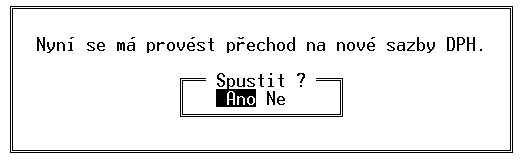 Nyní se má provést přechod na nové sazby DPH.
Spustit ?
Ano Ne